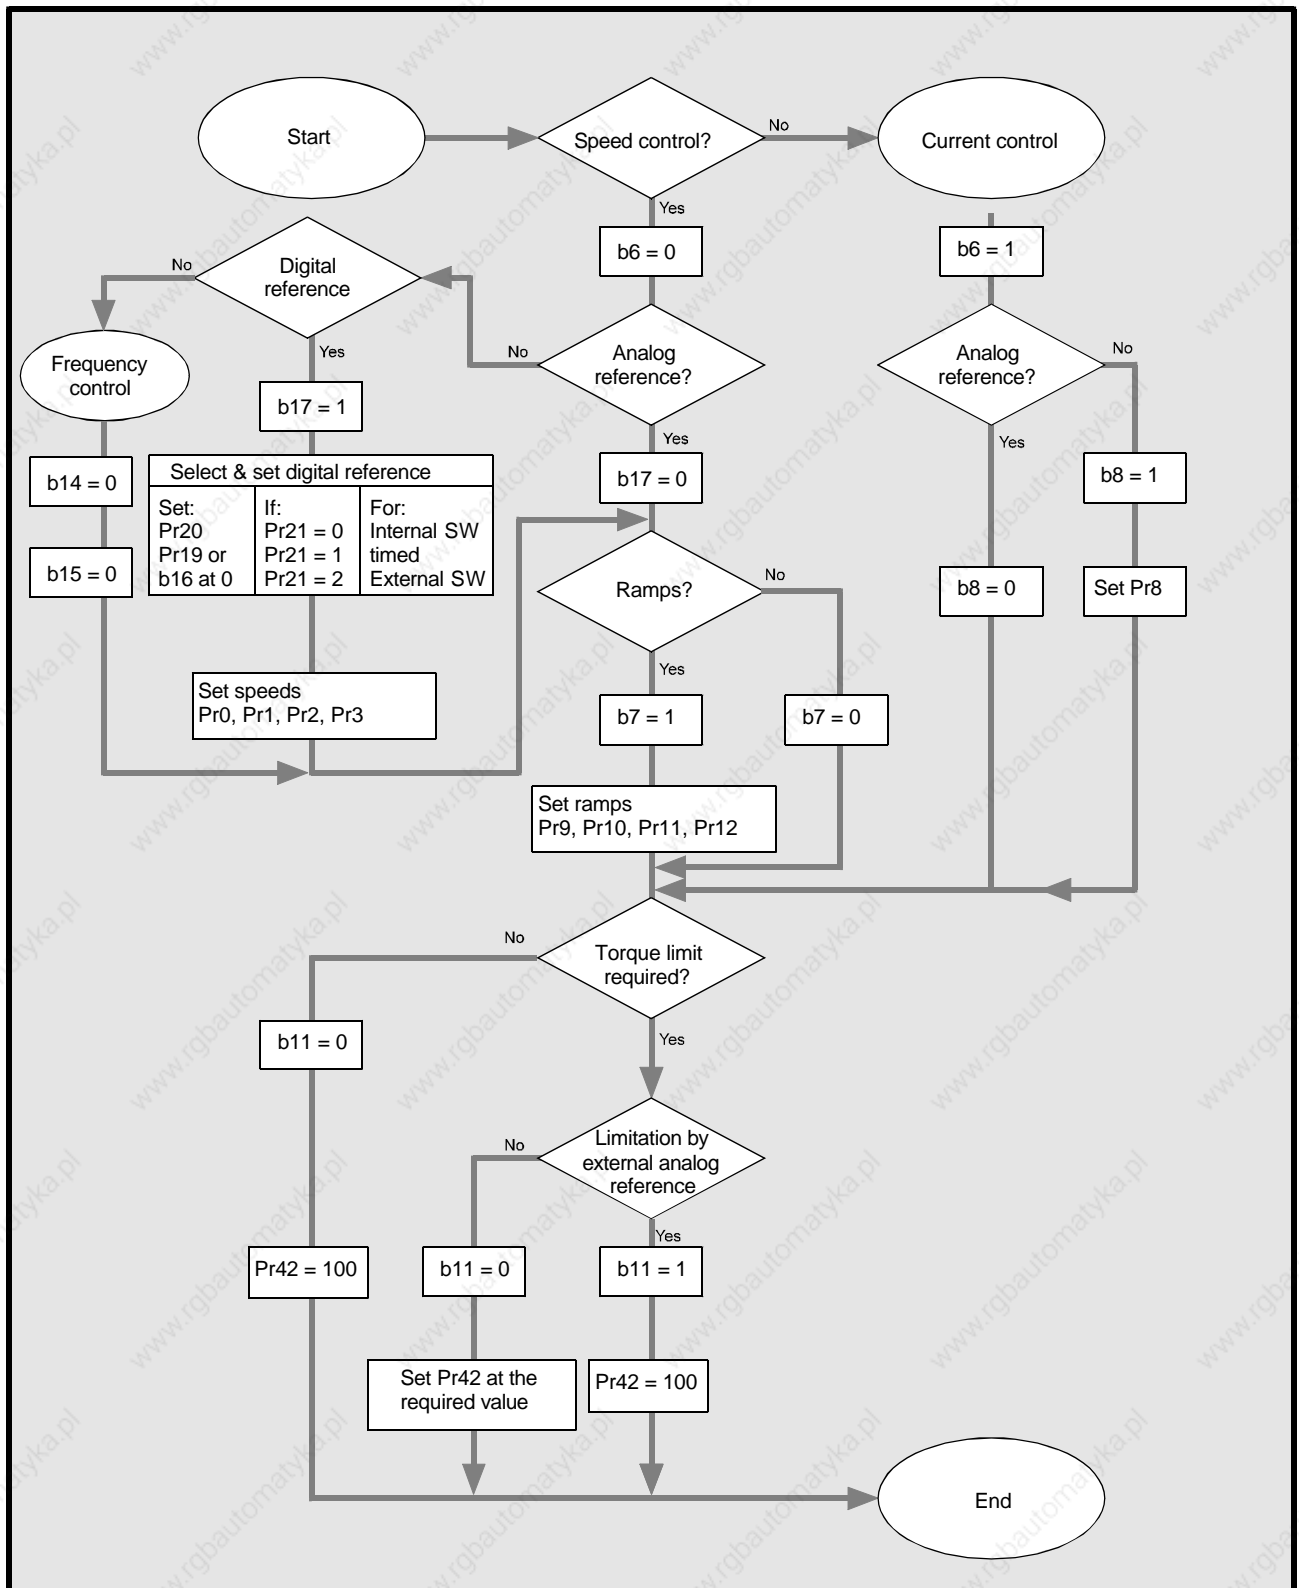 Start
Speed control?
No
Current control
Yes
b6 = 0
b6 = 1
No
Digital
reference
Yes
No
Analog
reference?
Yes
Analog
reference?
No
Yes
Frequency
control
b17 = 1
b17 = 0
b14 = 0
b15 = 0
Select & set digital reference
Set:
Pr20
Pr19 or
b16 at 0
If:
Pr21 = 0
Pr21 = 1
Pr21 = 2
For:
Internal SW
timed
External SW
b8 = 1
b8 = 0
Set Pr8
Ramps?
No
Yes
Set speeds
Pr0, Pr1, Pr2, Pr3
b7 = 1
b7 = 0
Set ramps
Pr9, Pr10, Pr11, Pr12
No
Torque limit
required?
Yes
b11 = 0
No
Limitation by
external analog
reference
Yes
Pr42 = 100
b11 = 0
b11 = 1
Set Pr42 at the
required value
Pr42 = 100
End
www.rgbautomatyka.pl